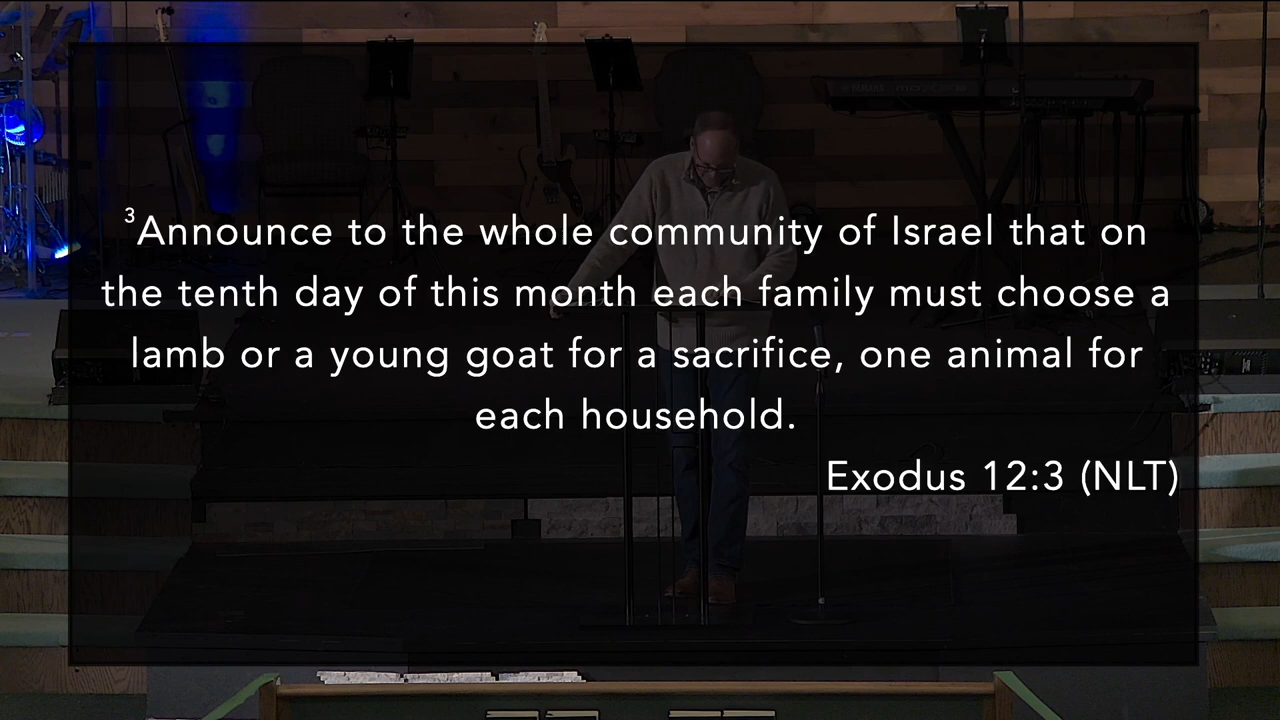 ³Announce to the whole community of Israel that on
the tenth day of this month each family must choose a
lamb or a young goat for a sacrifice, one animal for
each household.
Exodus 12:3 (NLT)
YAMAHA